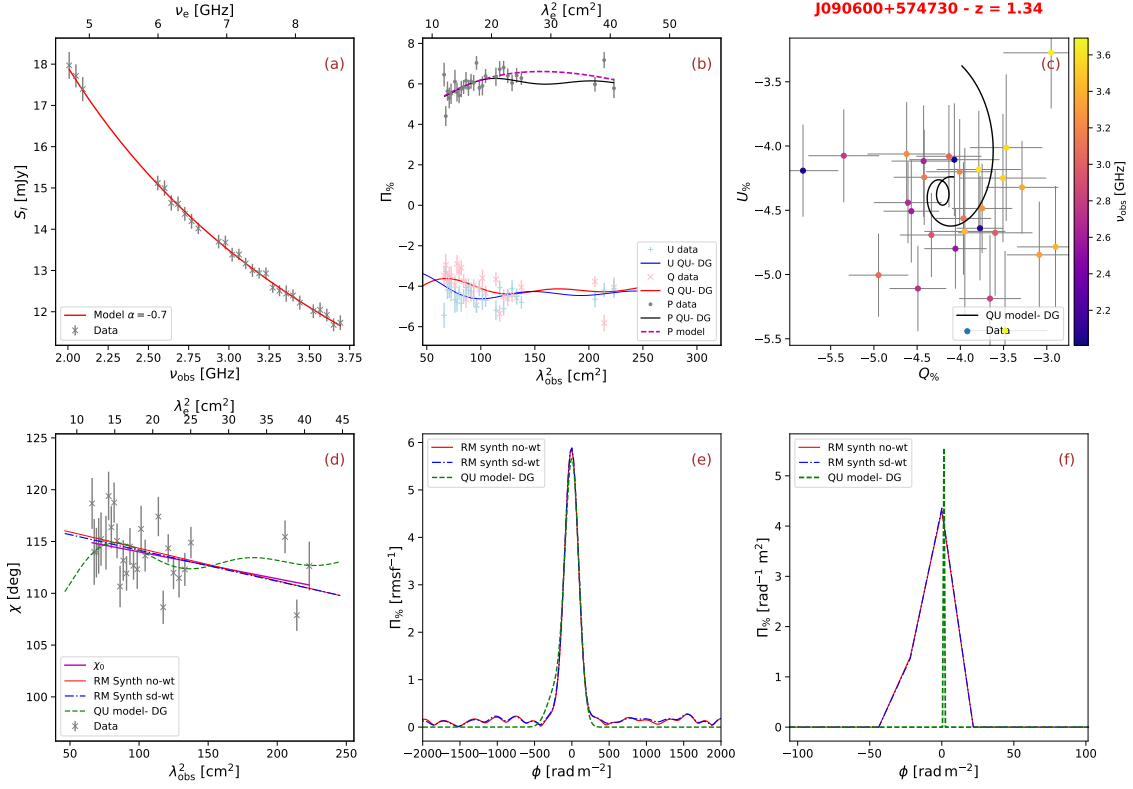 J090600+574730 - z = 1.34
ν_e [GHz]
5 6 7 8
(a)
S_I [mJy]
18
17
16
15
14
13
12
Model α = -0.7
Data
2.00 2.25 2.50 2.75 3.00 3.25 3.50 3.75
ν_obs [GHz]
λ_e^2 [cm^2]
10 20 30 40 50
(b)
Π_%
8
6
4
2
0
−2
−4
−6
U data
U QU- DG
Q data
Q QU- DG
P data
P QU- DG
P model
50 100 150 200 250 300
λ_obs^2 [cm^2]
(c)
U_%
−3.5
−4.0
−4.5
−5.0
−5.5
QU model- DG
Data
−5.5 −5.0 −4.5 −4.0 −3.5 −3.0
Q_%
3.6
3.4
3.2
3.0
2.8
2.6
2.4
2.2
ν_obs [GHz]
λ_e^2 [cm^2]
10 15 20 25 30 35 40 45
(d)
χ [deg]
125
120
115
110
105
100
χ_0
RM Synth no-wt
RM Synth sd-wt
QU model- DG
Data
50 100 150 200 250
λ_obs^2 [cm^2]
RM synth no-wt
RM synth sd-wt
QU model- DG
(e)
Π_% [rmsf^−1]
6
5
4
3
2
1
0
−2000 −1500 −1000 −500 0 500 1000 1500 2000
ϕ [rad m^−2]
RM synth no-wt
RM synth sd-wt
QU model- DG
(f)
Π_% [rad^−1 m^2]
5
4
3
2
1
0
−100 −50 0 50 100
ϕ [rad m^−2]